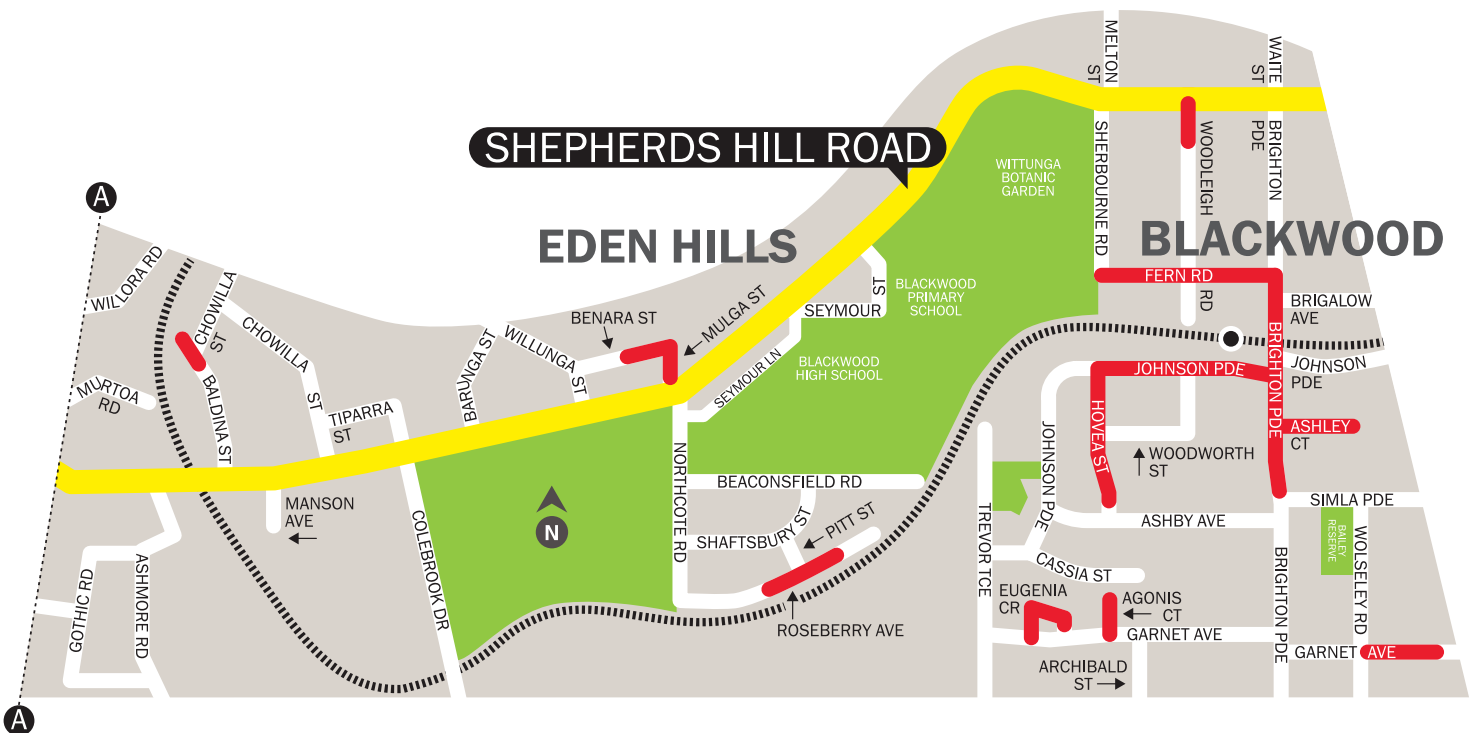 MELTON
ST
WAITE
ST
SHEPHERDS HILL ROAD
WITTUNGA
BOTANIC
GARDEN
SHERBOURNE RD
WOODLEIGH
RD
BRIGHTON
PDE
A
EDEN HILLS
BLACKWOOD
WILLORA RD
CHOWILLA
ST
CHOWILLA
ST
BENARA ST
MULGA ST
SEYMOUR
ST
BLACKWOOD
PRIMARY
SCHOOL
FERN RD
BRIGALOW
AVE
BRIGHTON PDE
MURTOA
RD
BALDINA ST
TIPARRA
ST
BARUNGA ST
WILLUNGA
ST
SEYMOUR LN
BLACKWOOD
HIGH SCHOOL
JOHNSON PDE
JOHNSON
PDE
HOVEA ST
JOHNSON PDE
ASHLEY
CT
WOODWORTH
ST
MANSON
AVE
COLEBROOK DR
N
NORTHCOTE RD
BEACONSFIELD RD
SHAFTSBURY ST
PITT ST
ROSEBERRY AVE
TREVOR TCE
ASHBY AVE
SIMLA PDE
BAILEY
RESERVE
WOLSELEY RD
BRIGHTON PDE
CASSIA ST
EUGENIA
CR
AGONIS
CT
GARNET AVE
GARNET AVE
ARCHIBALD
ST
GOTHIC RD
ASHMORE RD
A